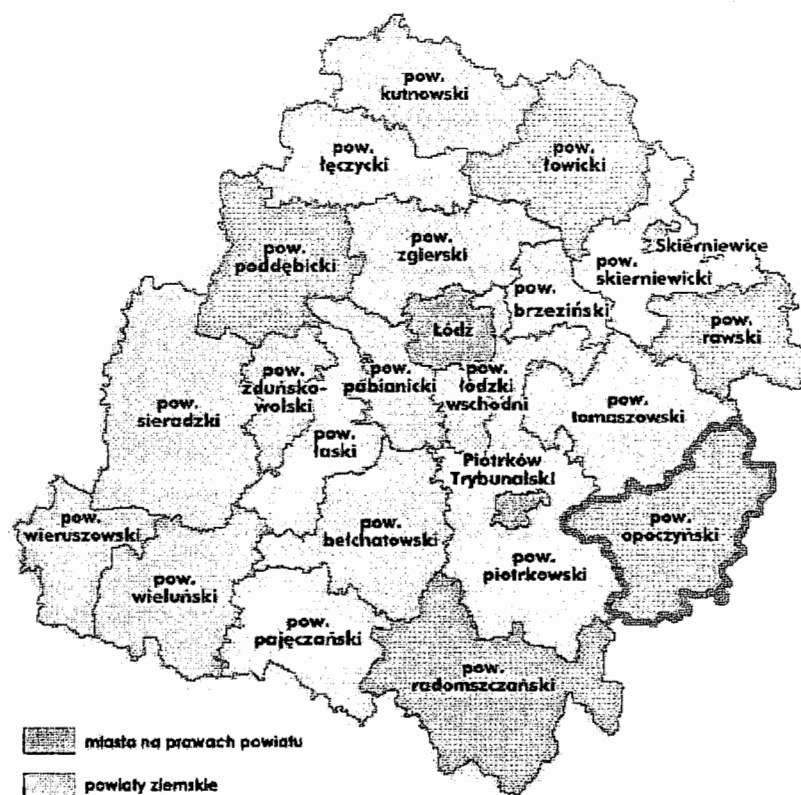 pow.
kutnowski
pow.
łęczycki
pow.
łowicki
pow.
poddębicki
pow.
zgierski
Skierniewice
pow.
skierniewicki
pow.
brzeziński
Łódź
pow.
rawski
pow.
sieradzki
pow.
zduńsko-
wolski
pow.
pabianicki
pow.
łódzki
wschodni
pow.
tomaszowski
pow.
łaski
Piotrków
Trybunalski
pow.
wieruszowski
pow.
bełchatowski
pow.
opoczyński
pow.
piotrkowski
pow.
wieluński
pow.
pajęczański
pow.
radomszczański
miasta na prawach powiatu
powiaty ziemskie